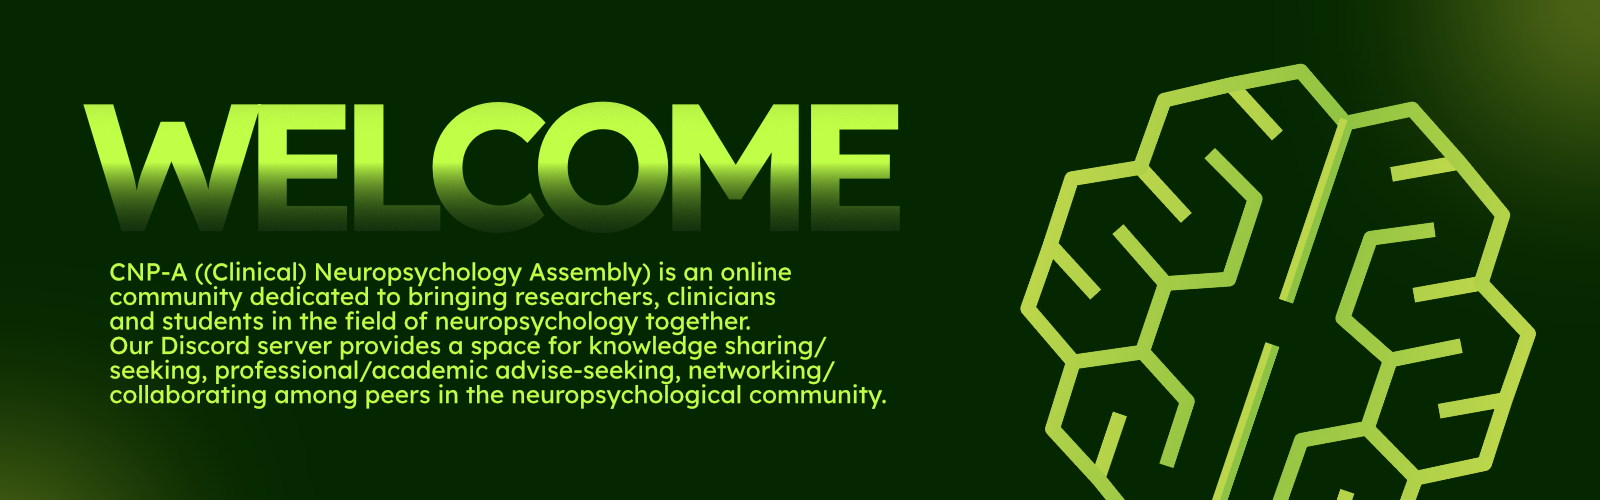 WELCOME
CNP-A ((Clinical) Neuropsychology Assembly) is an online
community dedicated to bringing researchers, clinicians
and students in the field of neuropsychology together.
Our Discord server provides a space for knowledge sharing/
seeking, professional/academic advise-seeking, networking/
collaborating among peers in the neuropsychological community.